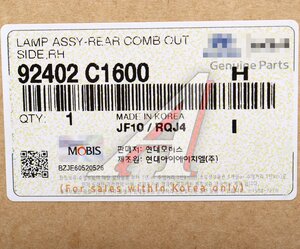 LAMP ASSY-REAR COMB OUT
SIDE,RH
Genuine Parts
92402 C1600
H
QTY:
1
MADE IN KOREA
JF10 / RQJ4
I
MOBIS
판매자: 현대모비스
제조원: 현대아이에이치엘(주)
BZJE60520526
(For sales within Korea only)